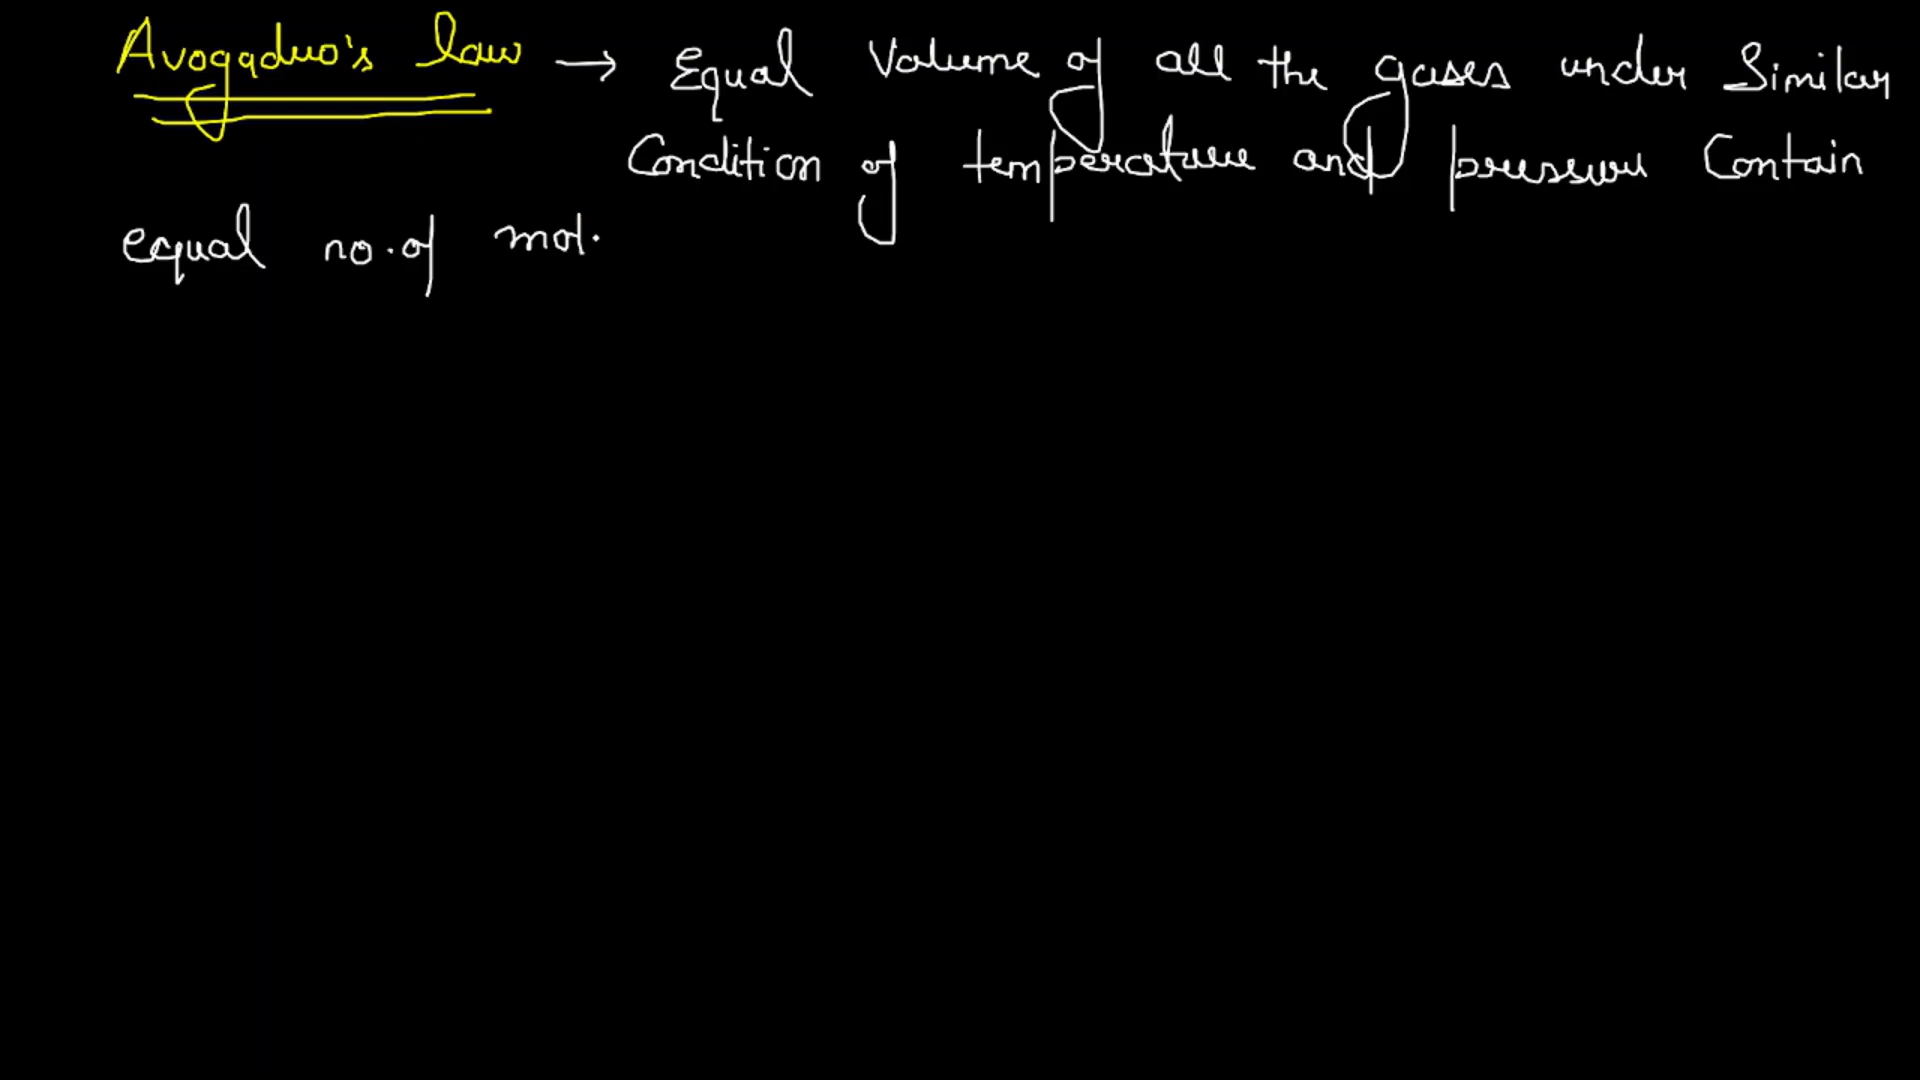 Avogadro's law → Equal Volume of all the gases under Similar
Condition of temperature and pressure Contain
equal no. of mol.